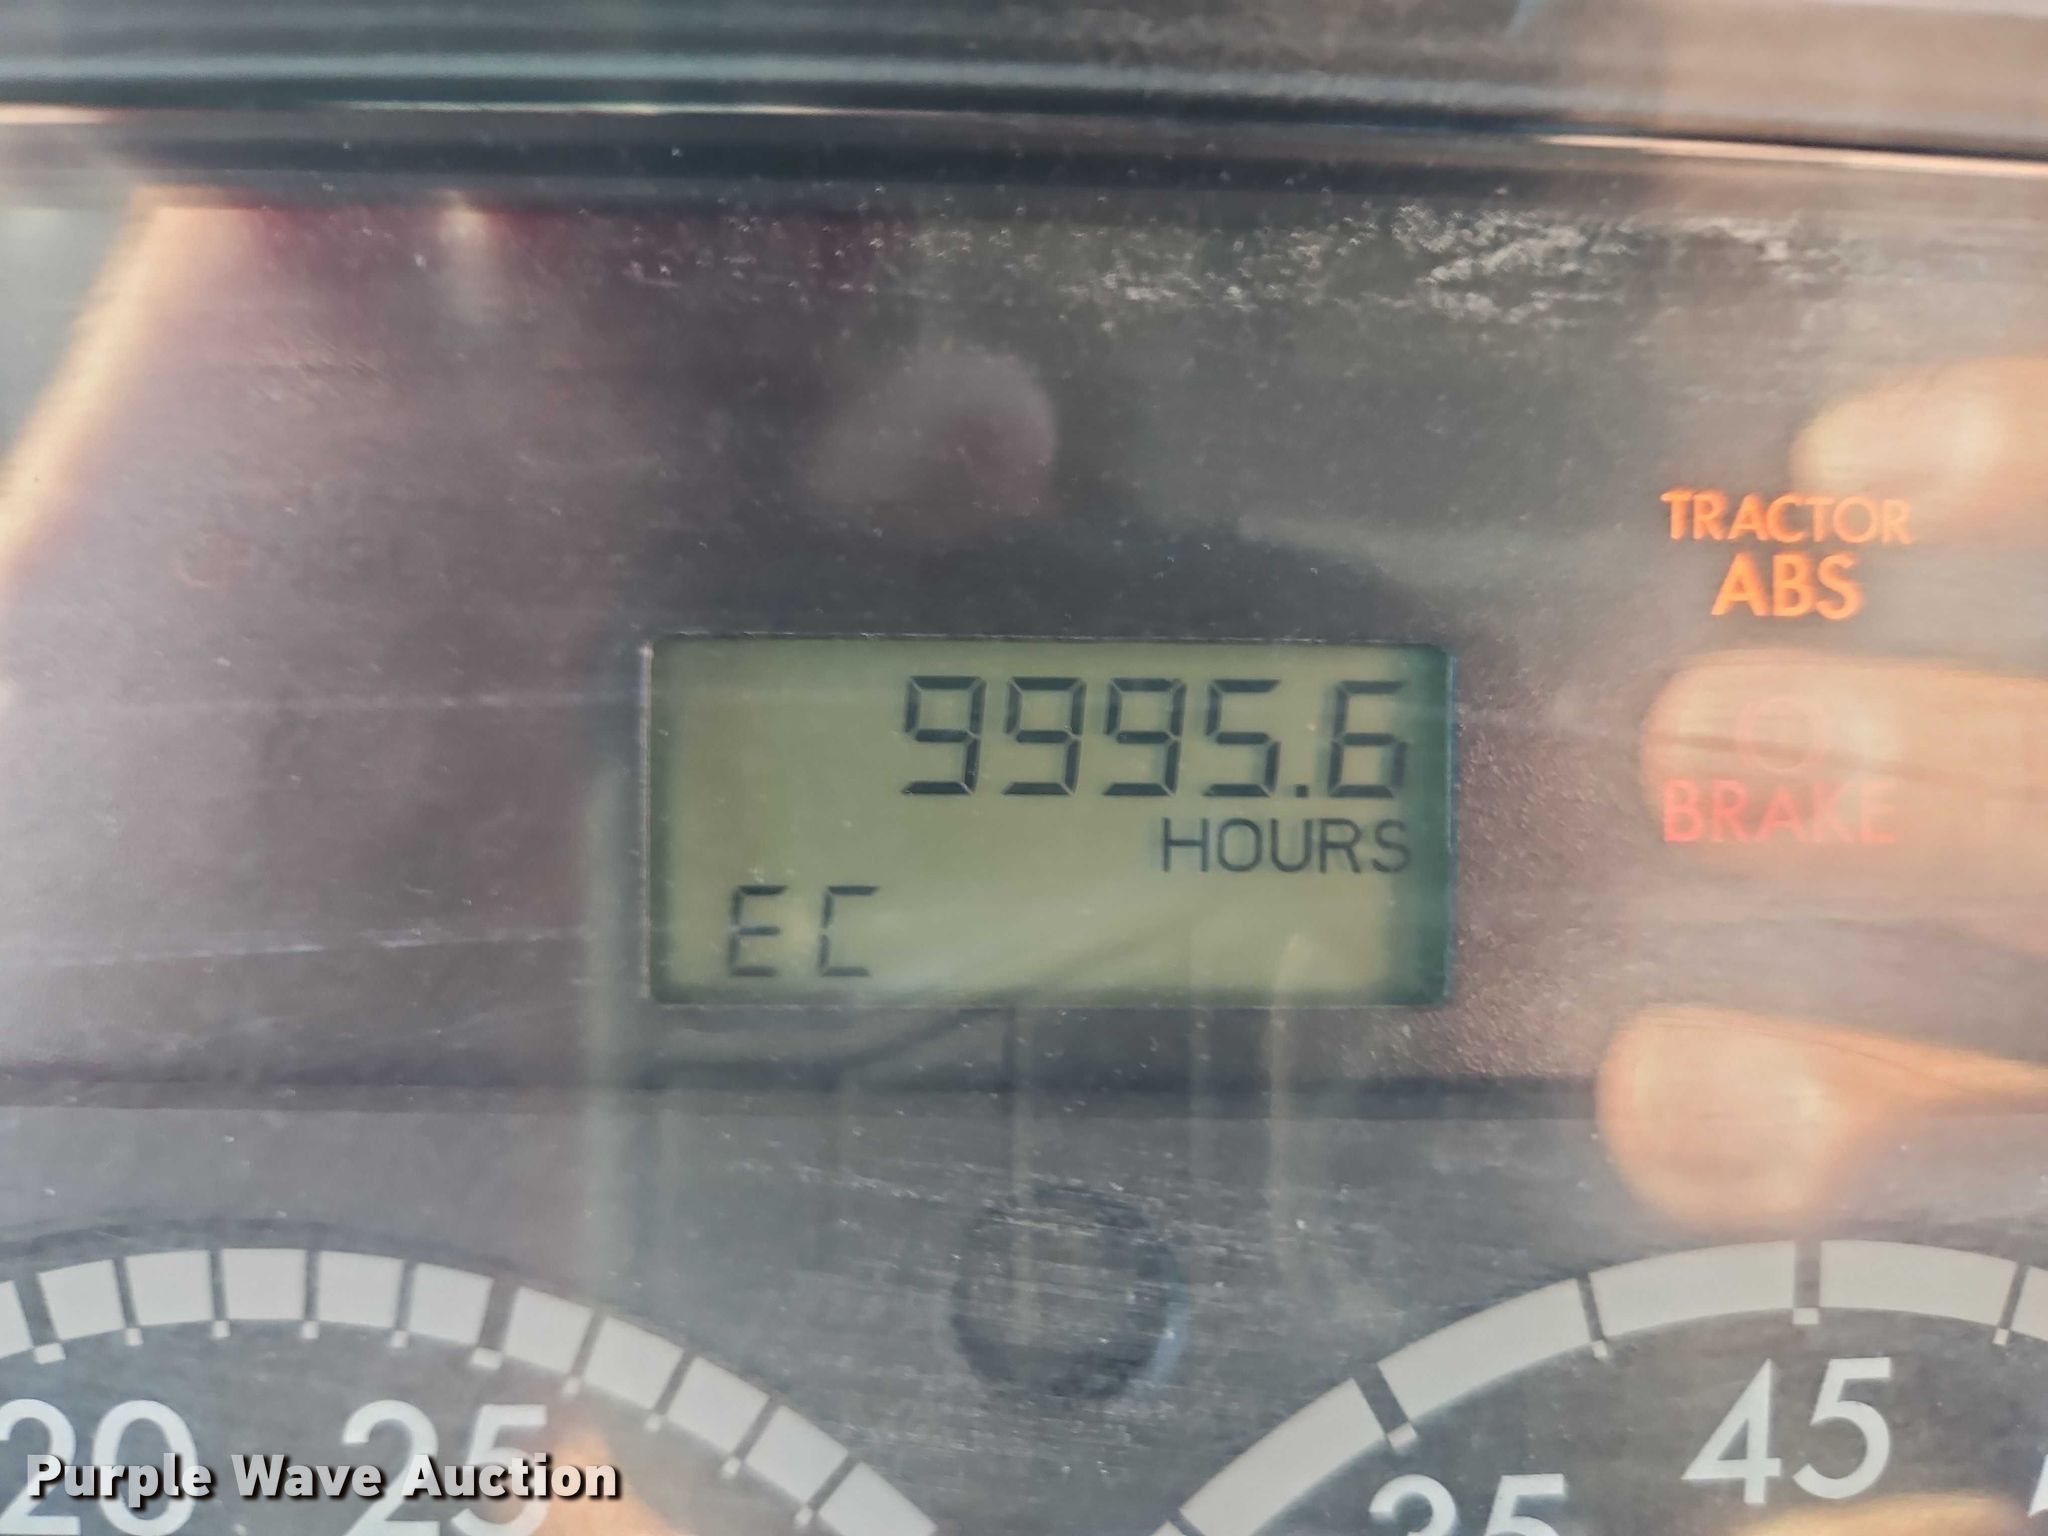 TRACTOR
ABS
9995.6
HOURS
BRAKE
EC
20 25
35 45
Purple Wave Auction